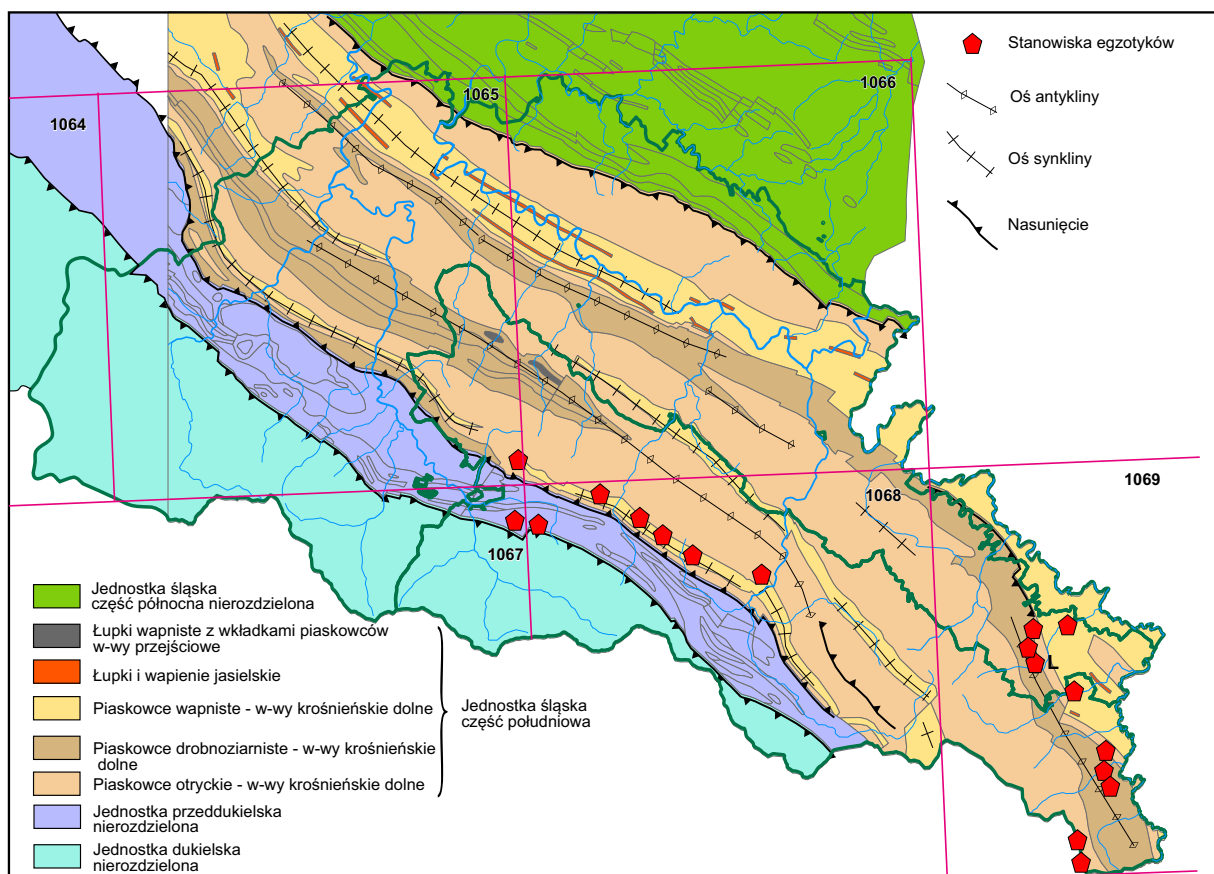 1064
1065
1066
1067
1068
1069
L
Stanowiska egzotyków
Oś antykliny
Oś synkliny
Nasunięcie
Jednostka śląska
część północna nierozdzielona
Łupki wapniste z wkładkami piaskowców
w-wy przejściowe
Łupki i wapienie jasielskie
Piaskowce wapniste - w-wy krośnieńskie dolne
Piaskowce drobnoziarniste - w-wy krośnieńskie
dolne
Piaskowce otryckie - w-wy krośnieńskie dolne
Jednostka śląska
część południowa
Jednostka przeddukielska
nierozdzielona
Jednostka dukielska
nierozdzielona